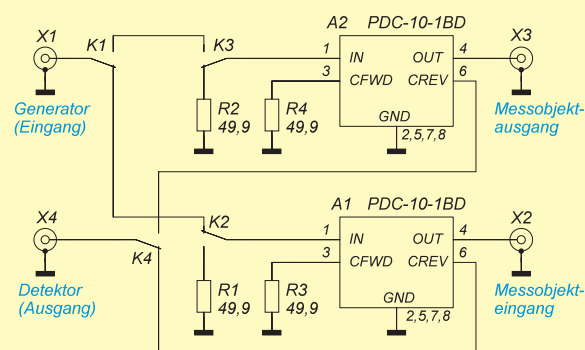 X1
K1
K3
A2 PDC-10-1BD
X3
1 IN OUT 4
3 CFWD CREV 6
Generator
(Eingang)
R2
49,9
R4
49,9
GND
2,5,7,8
Messobjekt-
ausgang
X4
K4
K2
A1 PDC-10-1BD
X2
1 IN OUT 4
3 CFWD CREV 6
Detektor
(Ausgang)
R1
49,9
R3
49,9
GND
2,5,7,8
Messobjekt-
eingang